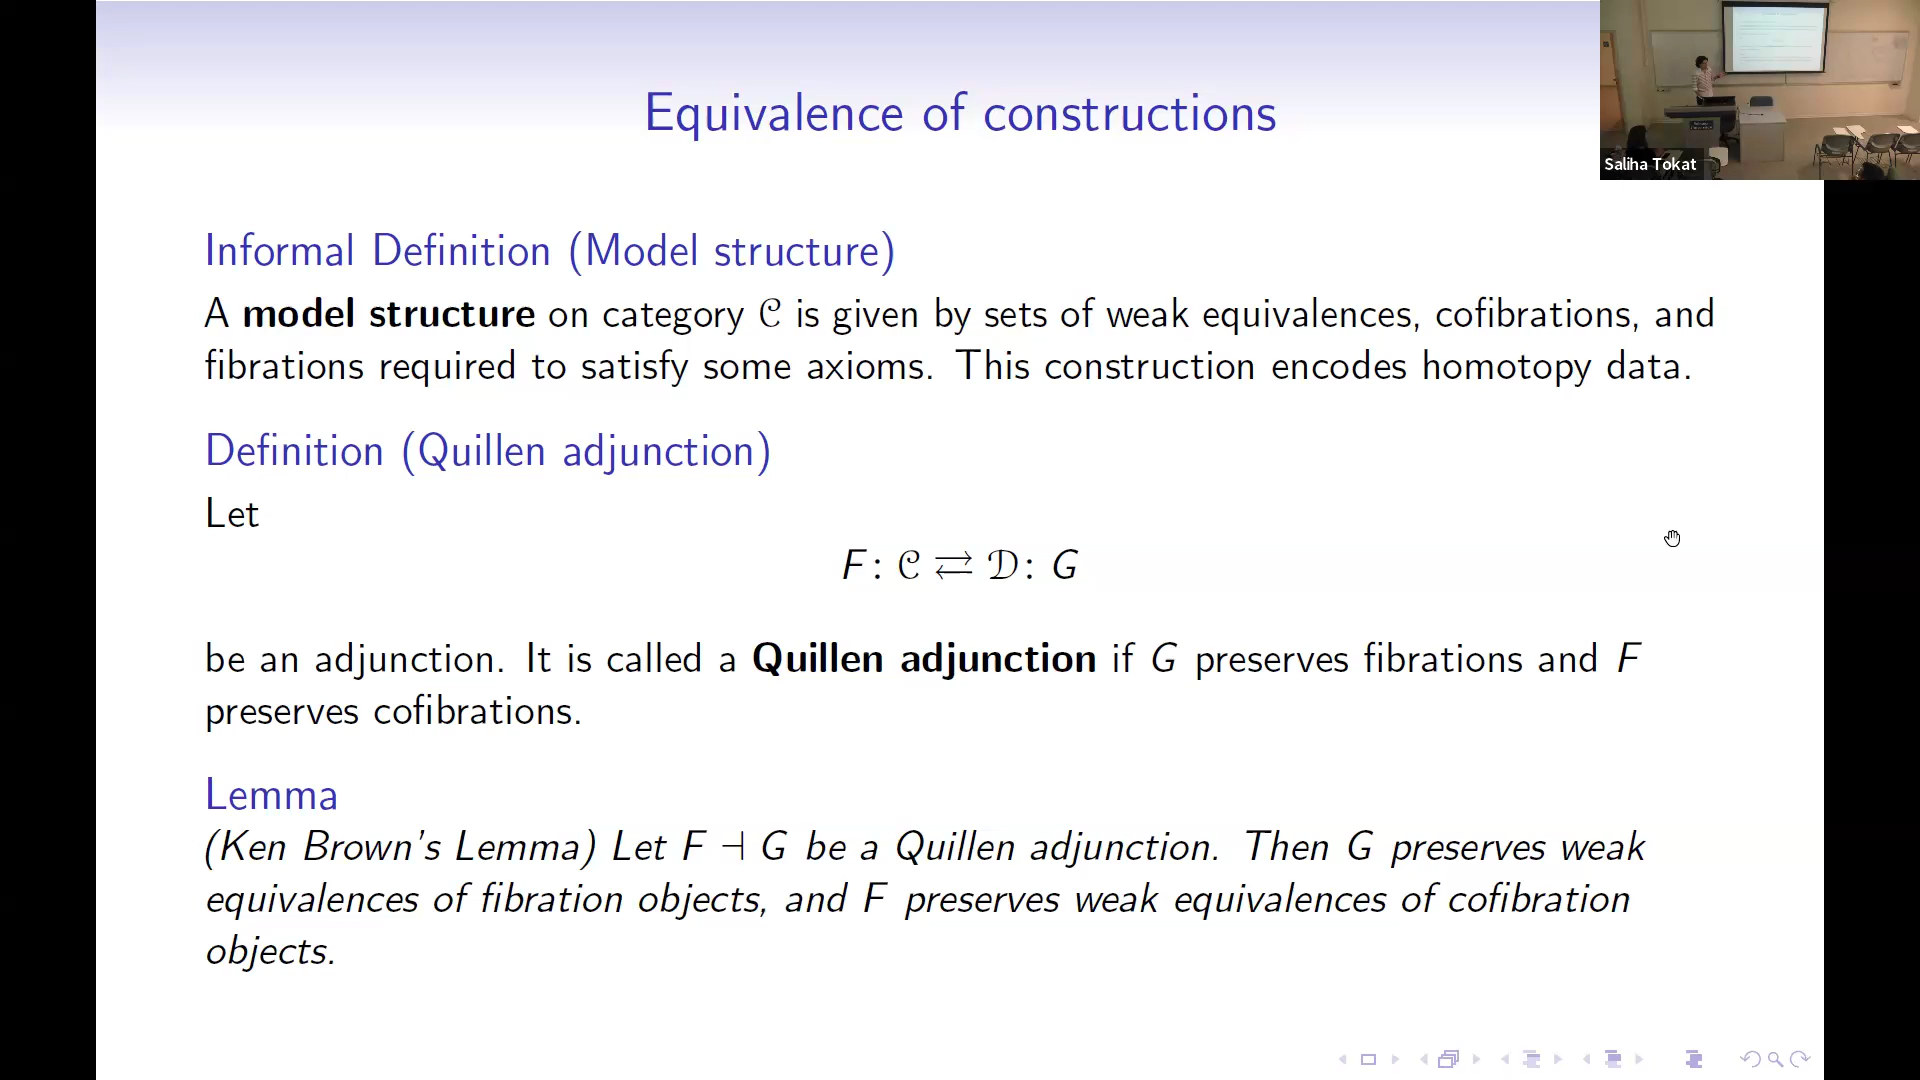 Equivalence of constructions
Saliha Tokat
Informal Definition (Model structure)
A model structure on category 𝒞 is given by sets of weak equivalences, cofibrations, and
fibrations required to satisfy some axioms. This construction encodes homotopy data.
Definition (Quillen adjunction)
Let
F : 𝒞 ⇄ 𝒟 : G
be an adjunction. It is called a Quillen adjunction if G preserves fibrations and F
preserves cofibrations.
Lemma
(Ken Brown's Lemma) Let F ⊣ G be a Quillen adjunction. Then G preserves weak
equivalences of fibration objects, and F preserves weak equivalences of cofibration
objects.